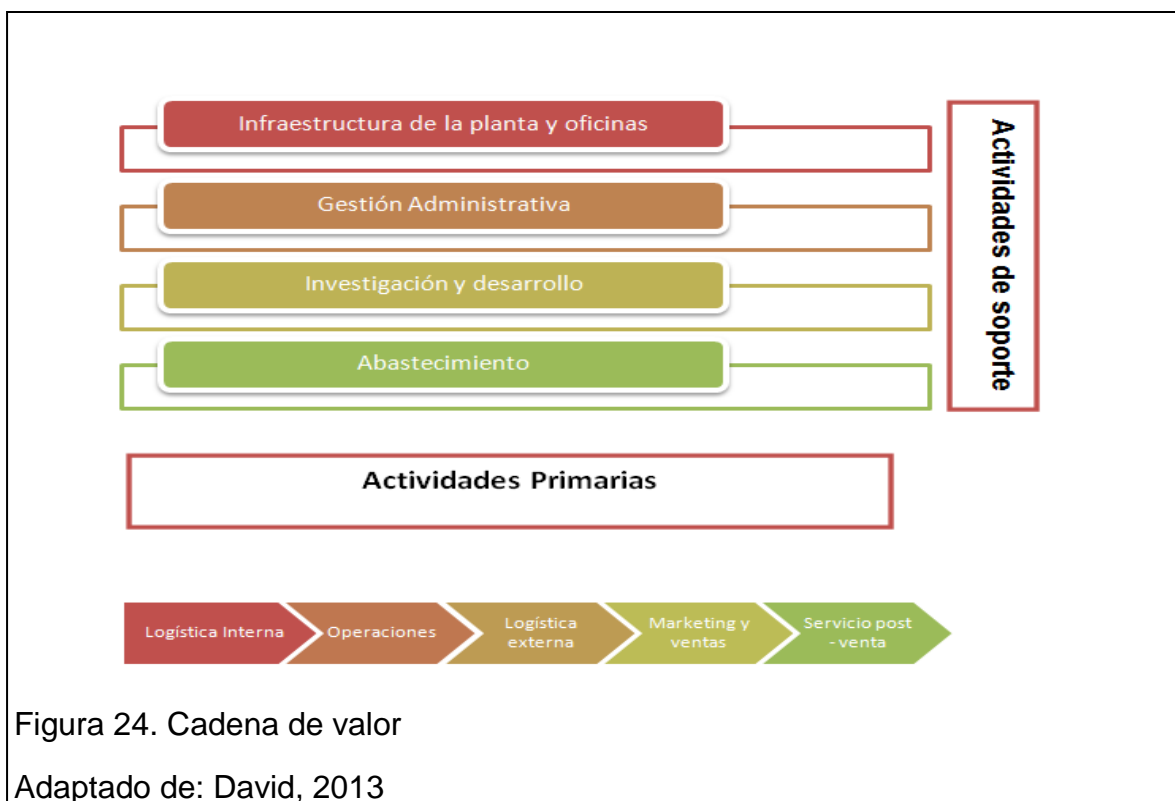 Infraestructura de la planta y oficinas
Gestión Administrativa
Investigación y desarrollo
Abastecimiento
Actividades de soporte
Actividades Primarias
Logística Interna
Operaciones
Logística
externa
Marketing y
ventas
Servicio post
- venta
Figura 24. Cadena de valor
Adaptado de: David, 2013